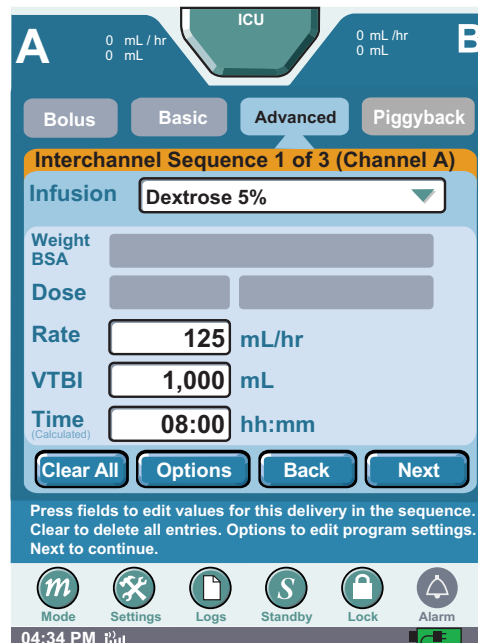 ICU
A
0 mL / hr
0 mL
0 mL /hr
0 mL
B
Bolus
Basic
Advanced
Piggyback
Interchannel Sequence 1 of 3 (Channel A)
Infusion
Dextrose 5%
Weight
BSA
Dose
Rate 125 mL/hr
VTBI 1,000 mL
Time 08:00 hh:mm
(Calculated)
Clear All
Options
Back
Next
Press fields to edit values for this delivery in the sequence.
Clear to delete all entries. Options to edit program settings.
Next to continue.
m
S
Mode
Settings
Logs
Standby
Lock
Alarm
04:34 PM